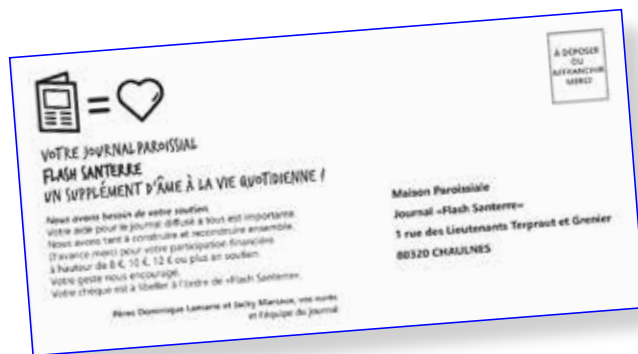 =
VOTRE JOURNAL PAROISSIAL
FLASH SANTERRE
UN SUPPLÉMENT D'ÂME À LA VIE QUOTIDIENNE !
Nous avons besoin de votre soutien
Votre aide pour le journal diffusé à tous est importante.
Nous avons tant à construire et reconstruire ensemble.
D'avance merci pour votre participation financière
à hauteur de 8 €, 10 €, 12 € ou plus en soutien.
Votre geste nous encourage.
Votre chèque est à libeller à l'ordre de «Flash Santerre».
Pères Dominique Lamarre et Jacky Marsaux, vos curés
et l'équipe du journal
À DÉPOSER
OU
AFFRANCHIR
MERCI
Maison Paroissiale
Journal «Flash Santerre»
1 rue des Lieutenants Terpraut et Grenier
80320 CHAULNES